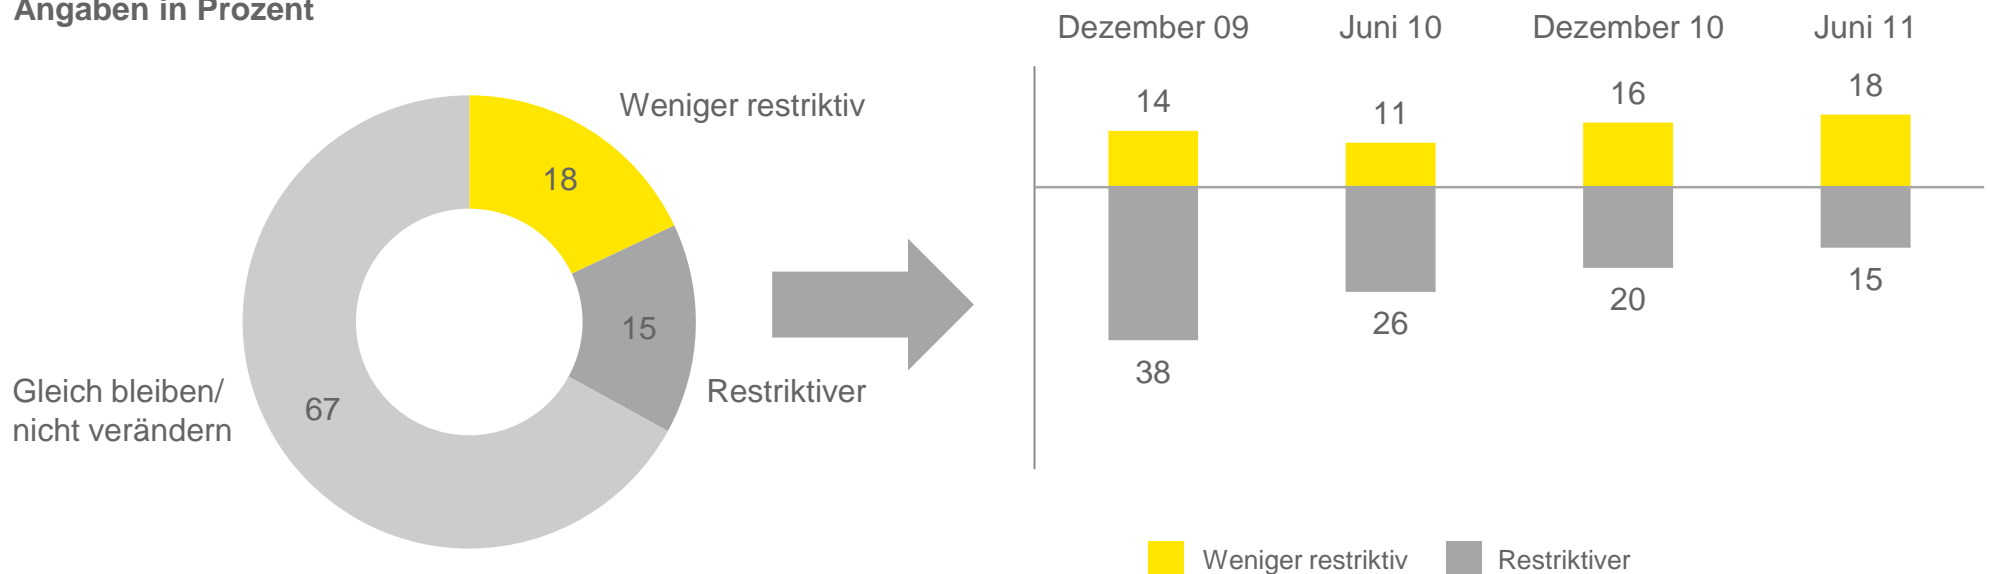 Angaben in Prozent
Weniger restriktiv
18
15
Restriktiver
Gleich bleiben/
nicht verändern
67
Dezember 09 Juni 10 Dezember 10 Juni 11
14 11 16 18
38 26 20 15
Weniger restriktiv Restriktiver